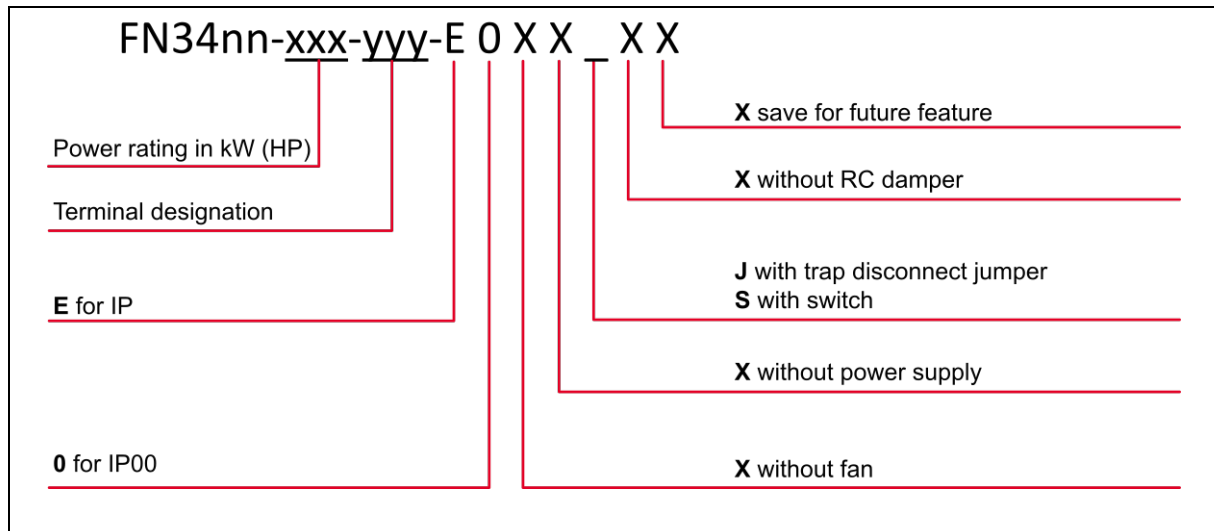 FN34nn-xxx-yyy-E 0 X X _ X X
X save for future feature
Power rating in kW (HP)
X without RC damper
Terminal designation
J with trap disconnect jumper
S with switch
E for IP
X without power supply
0 for IP00
X without fan